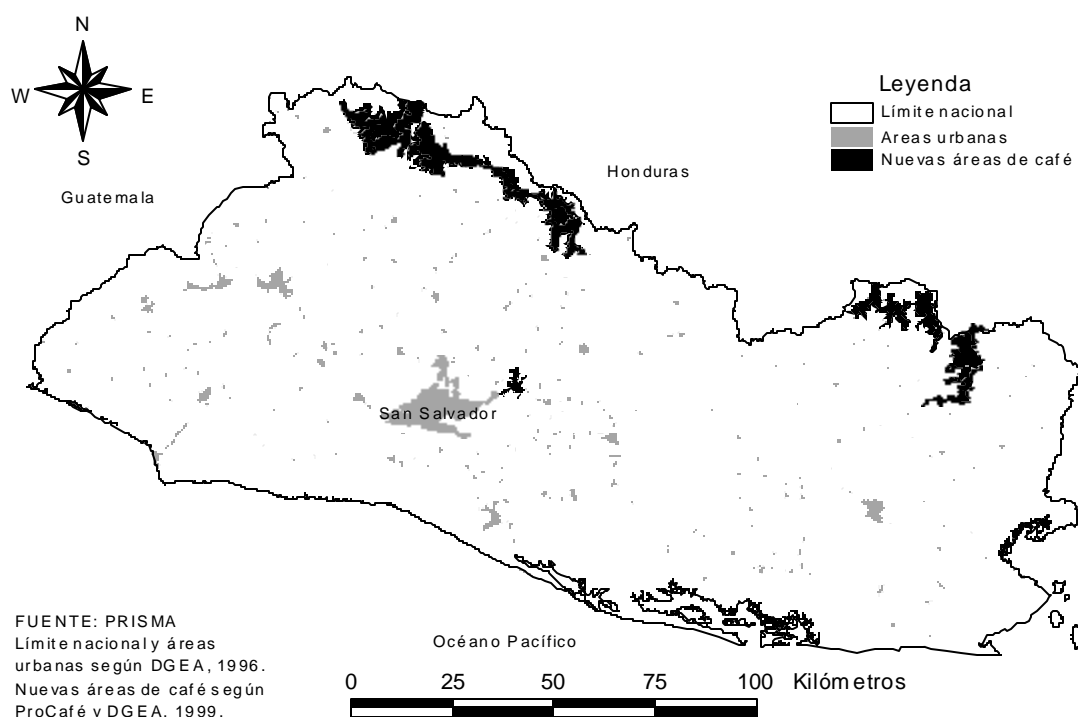 N
W E
S
Leyenda
Límite nacional
Areas urbanas
Nuevas áreas de café
Guatemala
Honduras
San Salvador
Océano Pacífico
FUENTE: PRISMA
Límite nacional y áreas
urbanas según DGEA, 1996.
Nuevas áreas de café según
ProCafé y DGEA, 1999.
0 25 50 75 100 Kilómetros